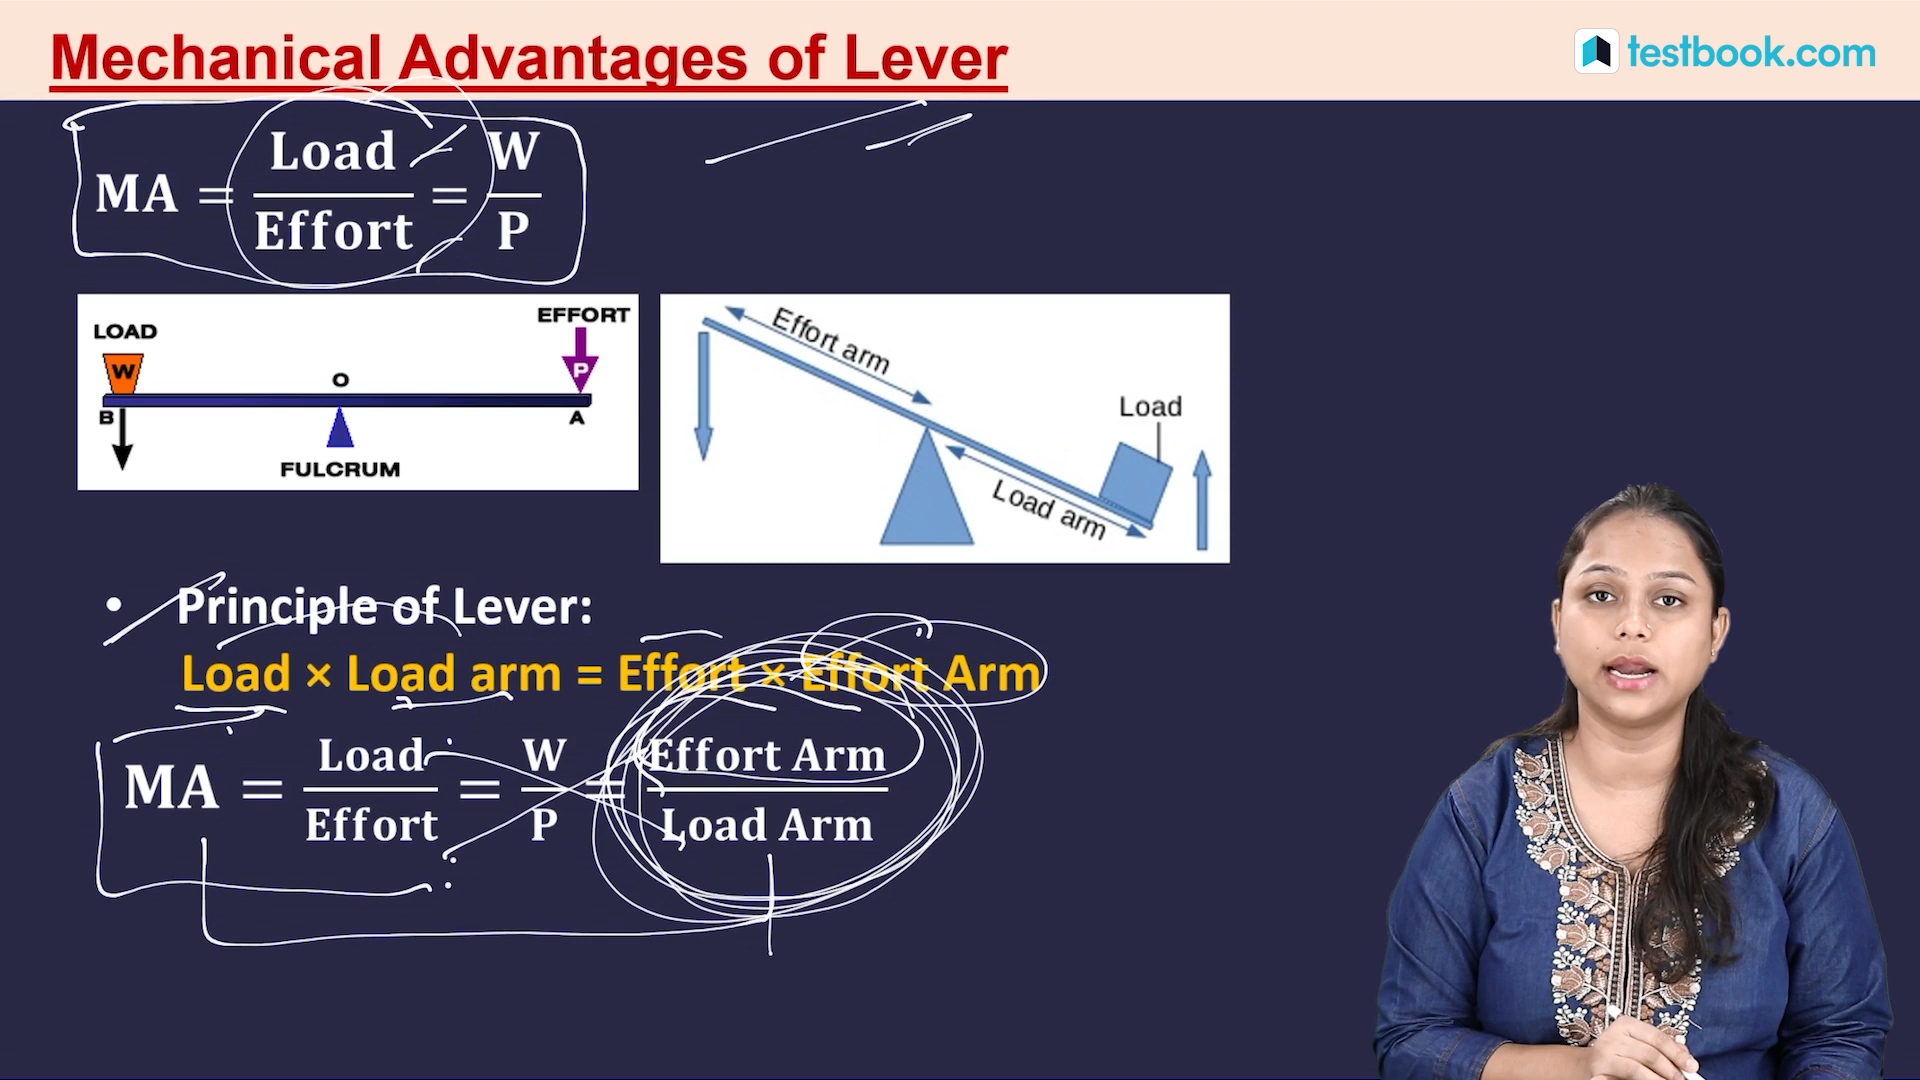 Mechanical Advantages of Lever
testbook.com
MA = Load / Effort = W / P
LOAD
W
B
O
FULCRUM
EFFORT
P
A
Effort arm
Load
Load arm
• Principle of Lever:
Load × Load arm = Effort × Effort Arm
MA = Load / Effort = W / P = Effort Arm / Load Arm